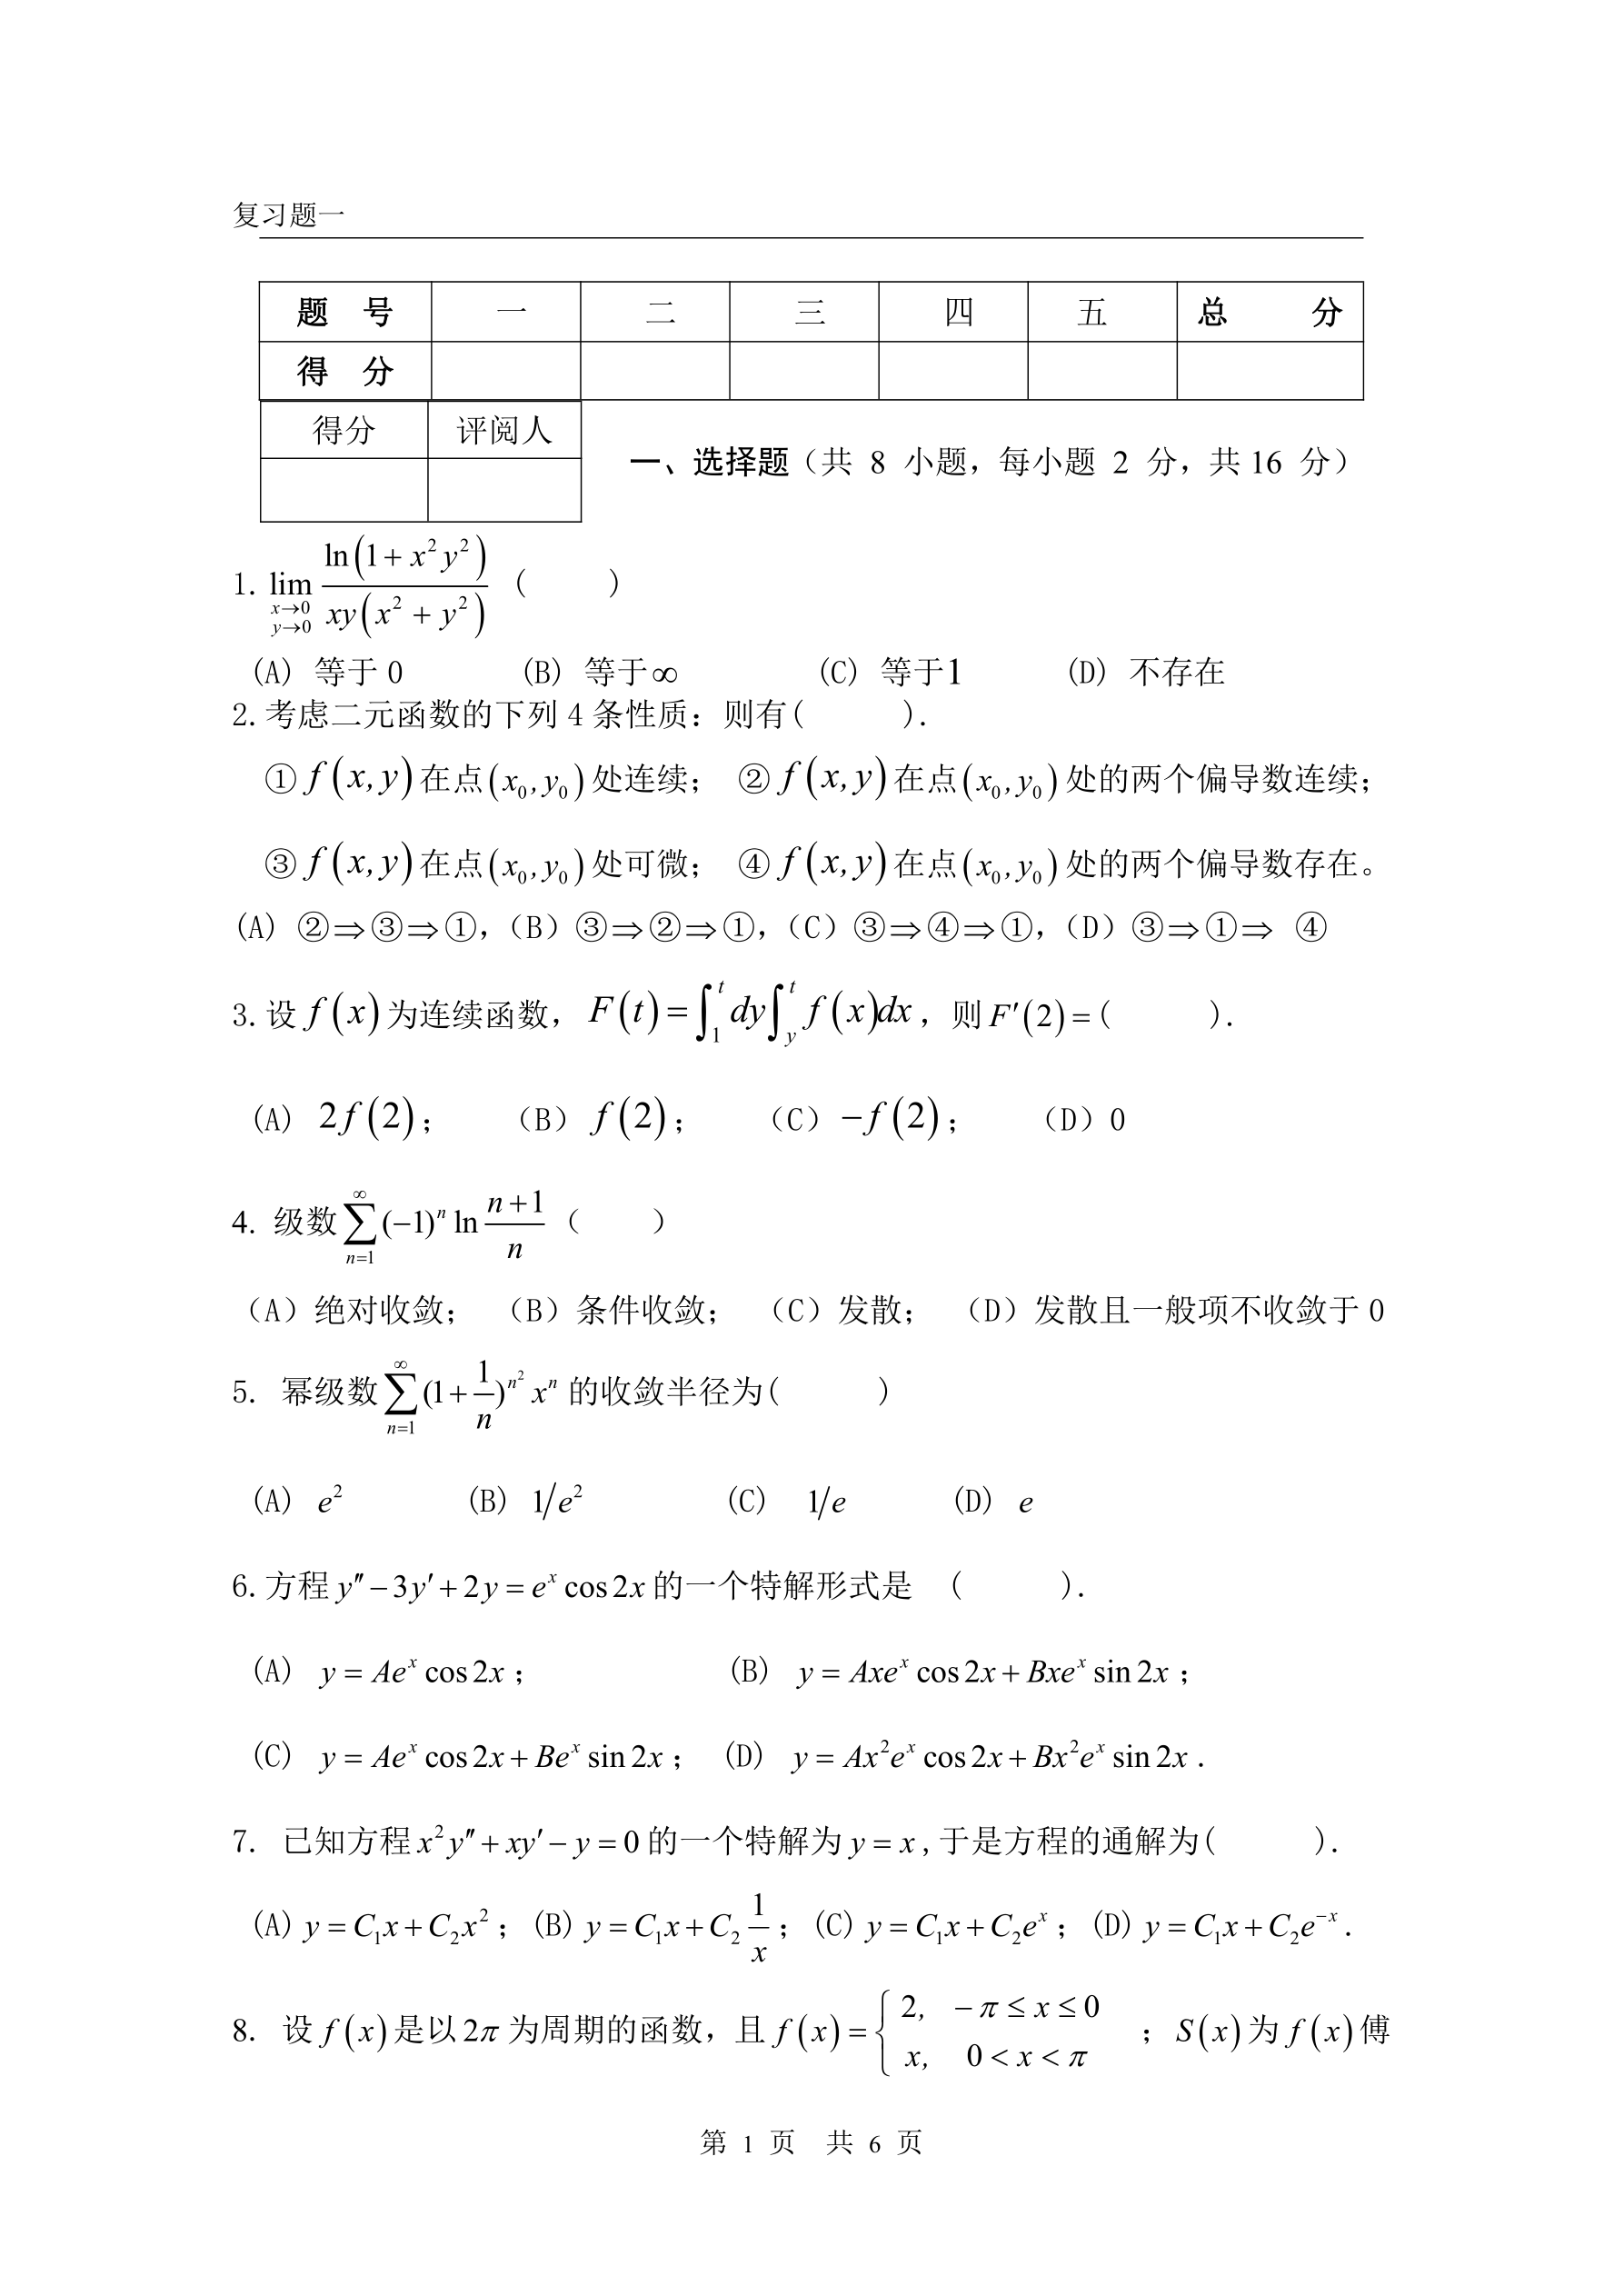 复习题一
题 号 一 二 三 四 五 总 分
得 分
得分 评阅人
一、选择题（共 8 小题，每小题 2 分，共 16 分）
1. $\lim_{\substack{x\to 0\\ y\to 0}} \frac{\ln(1+x^2y^2)}{xy(x^2+y^2)}$ （ ）
(A) 等于 0 (B) 等于∞ (C) 等于1 (D) 不存在
2. 考虑二元函数的下列 4 条性质：则有( ).
① $f(x,y)$ 在点 $(x_0,y_0)$ 处连续； ② $f(x,y)$ 在点 $(x_0,y_0)$ 处的两个偏导数连续；
③ $f(x,y)$ 在点 $(x_0,y_0)$ 处可微； ④ $f(x,y)$ 在点 $(x_0,y_0)$ 处的两个偏导数存在。
(A) ②⇒③⇒①，（B）③⇒②⇒①，（C）③⇒④⇒①，（D）③⇒①⇒ ④
3. 设 $f(x)$ 为连续函数， $F(t)=\int_1^t dy\int_y^t f(x)dx$ ，则 $F'(2)=$ ( ).
(A) $2f(2)$； （B） $f(2)$； （C） $-f(2)$； （D）0
4. 级数 $\sum_{n=1}^{\infty}(-1)^n\ln\frac{n+1}{n}$ （ ）
（A）绝对收敛； （B）条件收敛； （C）发散； （D）发散且一般项不收敛于 0
5. 幂级数 $\sum_{n=1}^{\infty}(1+\frac{1}{n})^{n^2}x^n$ 的收敛半径为( )
(A) $e^2$ (B) $1/e^2$ (C) $1/e$ (D) $e$
6. 方程 $y''-3y'+2y=e^x\cos 2x$ 的一个特解形式是 ( ).
(A) $y=Ae^x\cos 2x$； (B) $y=Axe^x\cos 2x+Bxe^x\sin 2x$；
(C) $y=Ae^x\cos 2x+Be^x\sin 2x$； (D) $y=Ax^2e^x\cos 2x+Bx^2e^x\sin 2x$.
7. 已知方程 $x^2y''+xy'-y=0$ 的一个特解为 $y=x$ ,于是方程的通解为( ).
(A) $y=C_1x+C_2x^2$；(B) $y=C_1x+C_2\frac{1}{x}$；(C) $y=C_1x+C_2e^x$；(D) $y=C_1x+C_2e^{-x}$.
8. 设 $f(x)$ 是以 $2\pi$ 为周期的函数，且 $f(x)=\begin{cases}2, & -\pi\le x\le 0\\ x, & 0<x<\pi\end{cases}$ ；$S(x)$ 为 $f(x)$ 傅
第 1 页 共 6 页